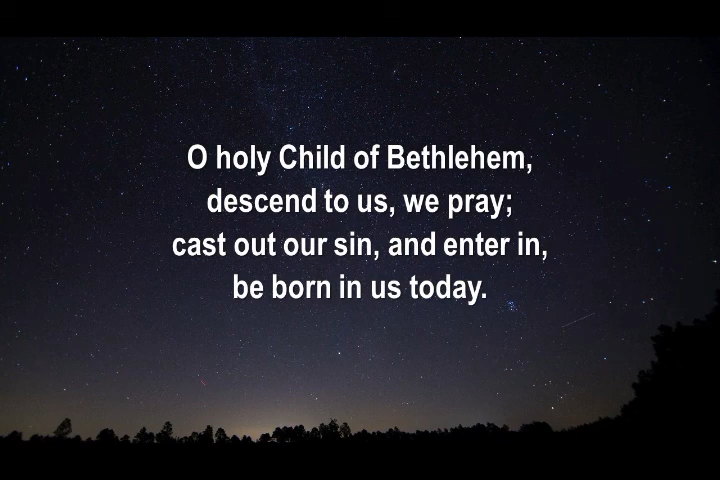 O holy Child of Bethlehem,
descend to us, we pray;
cast out our sin, and enter in,
be born in us today.